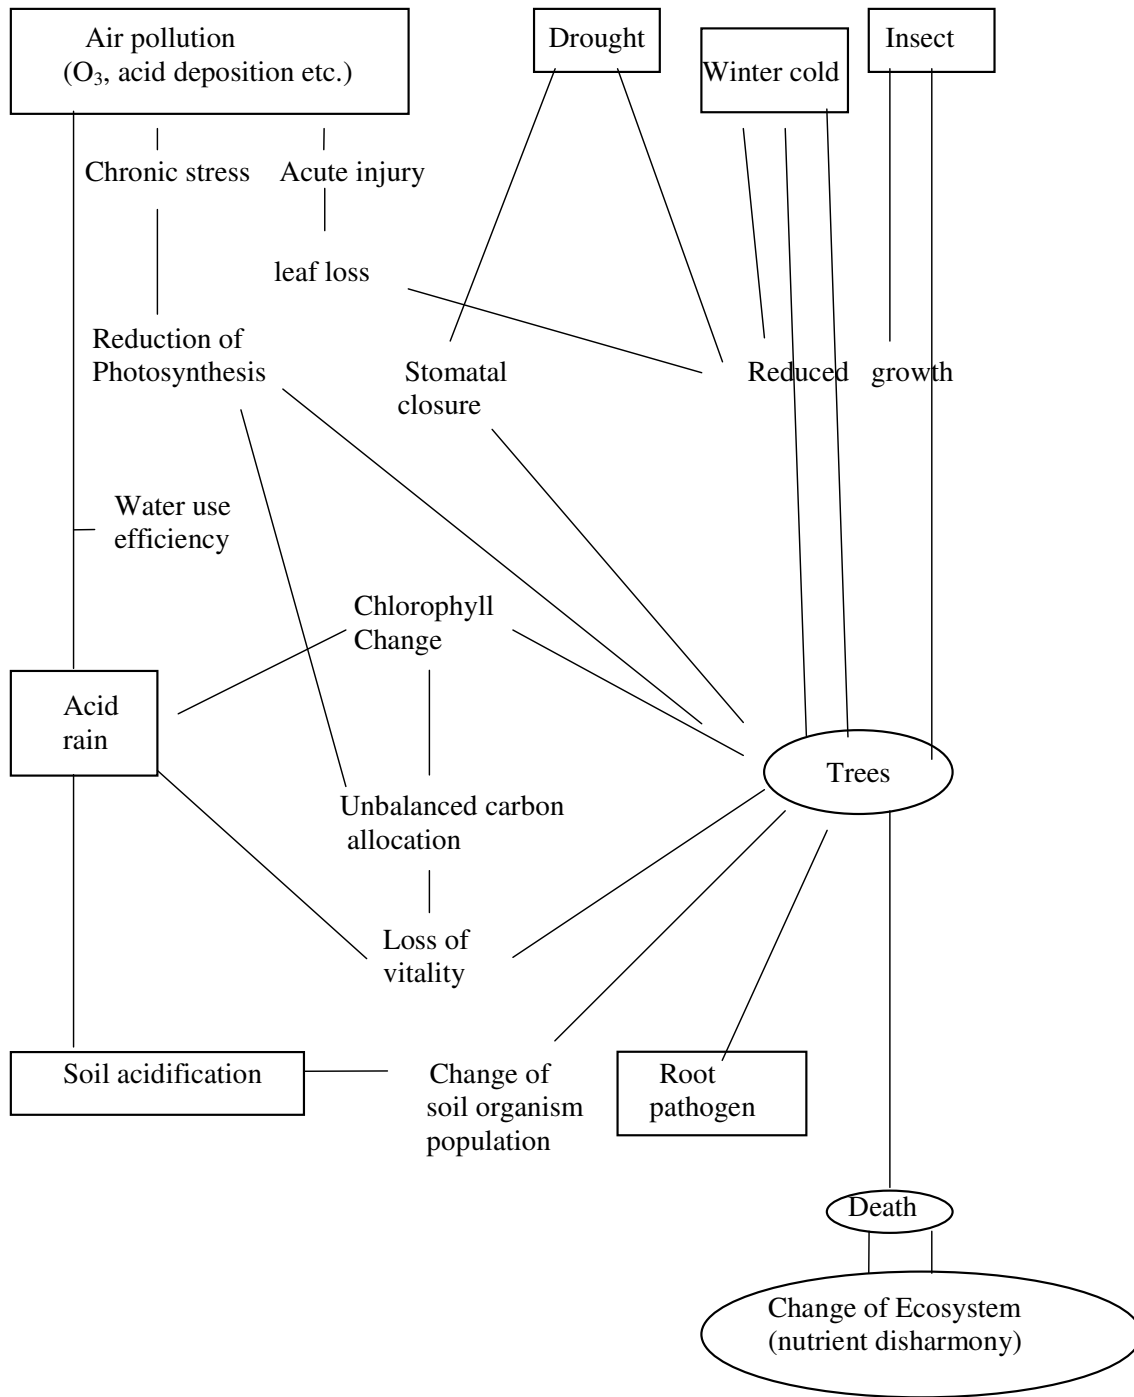 Air pollution
(O₃, acid deposition etc.)
Drought
Winter cold
Insect
Chronic stress
Acute injury
leaf loss
Reduction of
Photosynthesis
Stomatal
closure
Reduced growth
Water use
efficiency
Chlorophyll
Change
Acid
rain
Trees
Unbalanced carbon
allocation
Loss of
vitality
Soil acidification
Change of
soil organism
population
Root
pathogen
Death
Change of Ecosystem
(nutrient disharmony)